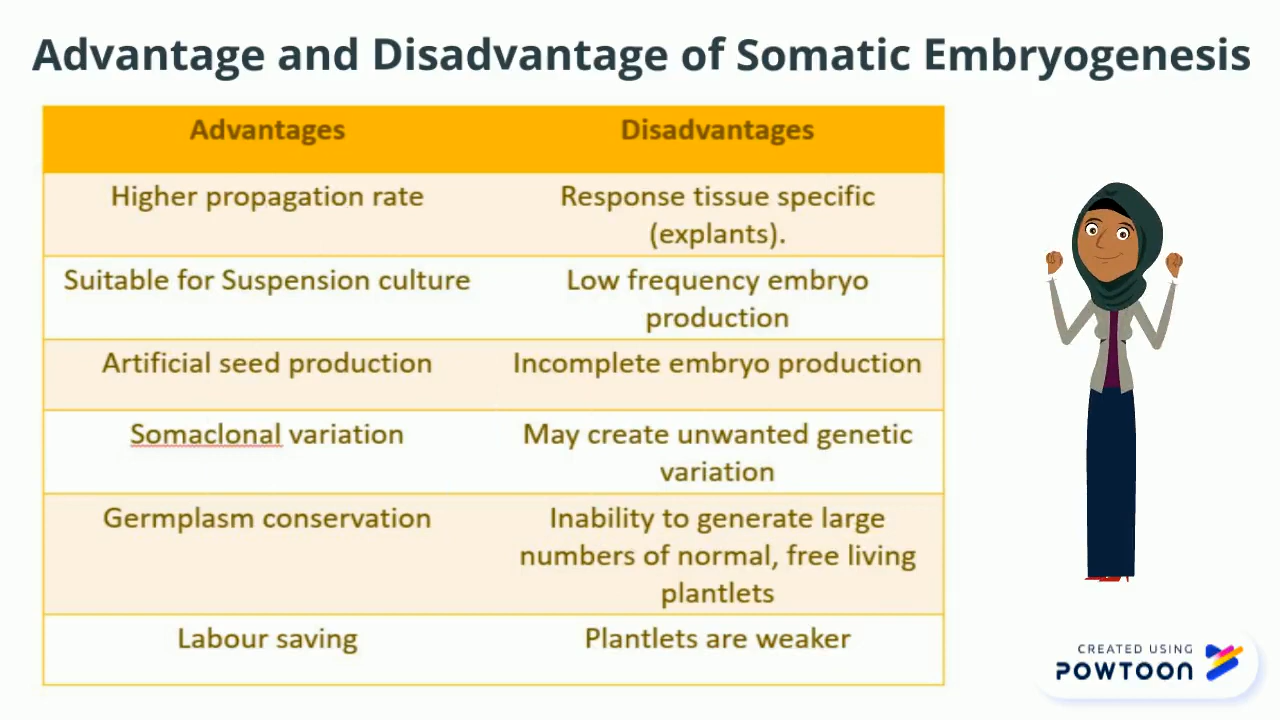 Advantage and Disadvantage of Somatic Embryogenesis
Advantages
Disadvantages
Higher propagation rate
Response tissue specific
(explants).
Suitable for Suspension culture
Low frequency embryo
production
Artificial seed production
Incomplete embryo production
Somaclonal variation
May create unwanted genetic
variation
Germplasm conservation
Inability to generate large
numbers of normal, free living
plantlets
Labour saving
Plantlets are weaker
CREATED USING
POWTOON